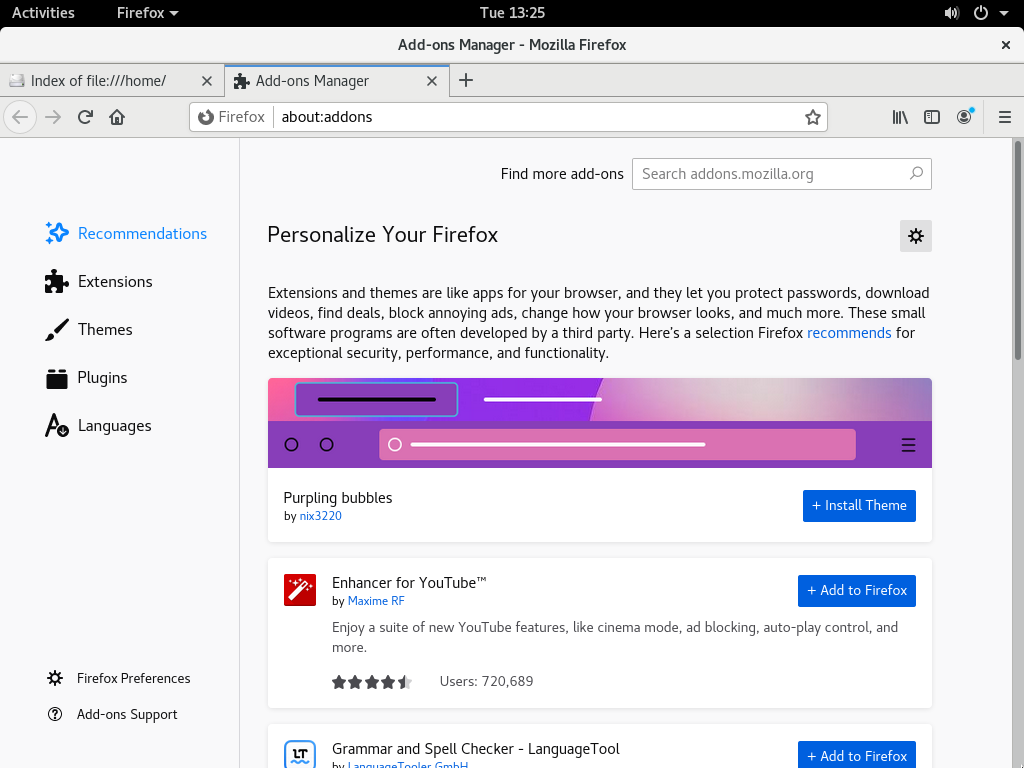 Activities
Firefox
Tue 13:25
Add-ons Manager - Mozilla Firefox
Index of file:///home/
Add-ons Manager
Firefox
about:addons
Find more add-ons
Search addons.mozilla.org
Recommendations
Personalize Your Firefox
Extensions
Themes
Plugins
Languages
Extensions and themes are like apps for your browser, and they let you protect passwords, download
videos, find deals, block annoying ads, change how your browser looks, and much more. These small
software programs are often developed by a third party. Here's a selection Firefox recommends for
exceptional security, performance, and functionality.
Purpling bubbles
by nix3220
+ Install Theme
Enhancer for YouTube™
by Maxime RF
+ Add to Firefox
Enjoy a suite of new YouTube features, like cinema mode, ad blocking, auto-play control, and
more.
Users: 720,689
Firefox Preferences
Add-ons Support
LT
Grammar and Spell Checker - LanguageTool
by LanguageTooler GmbH
+ Add to Firefox